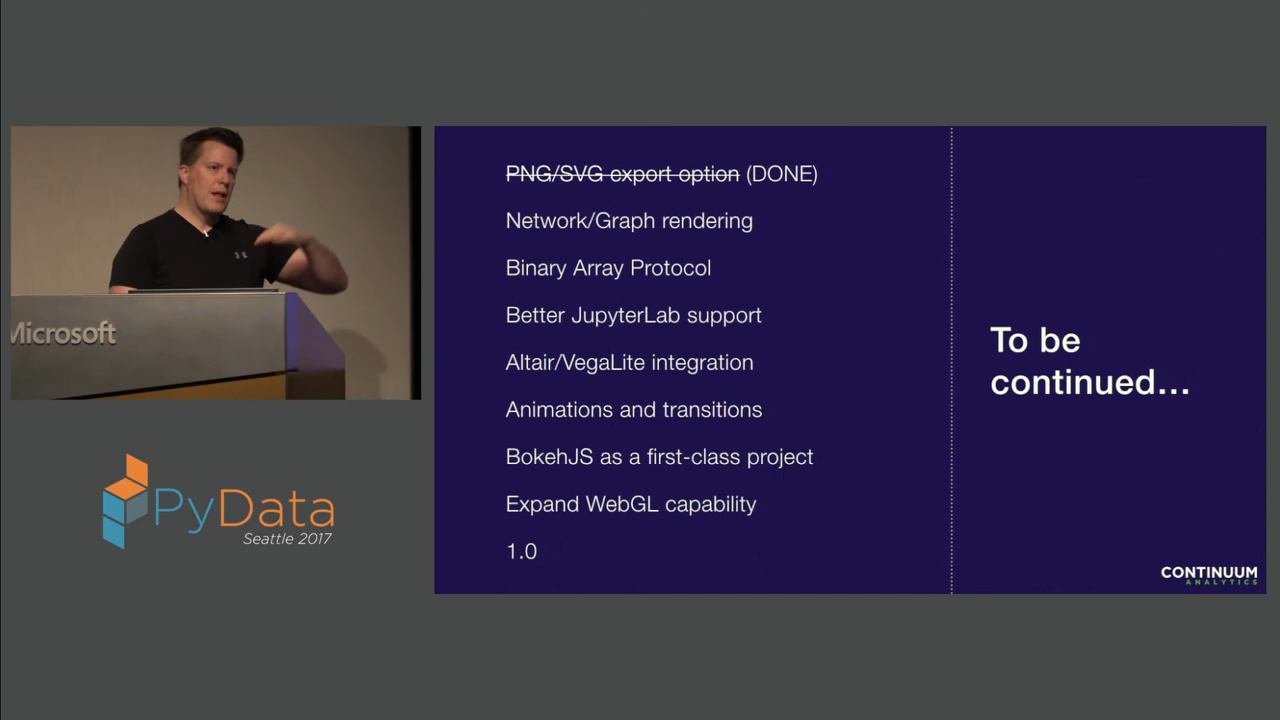 PNG/SVG export option (DONE)
Network/Graph rendering
Binary Array Protocol
Better JupyterLab support
Altair/VegaLite integration
Animations and transitions
BokehJS as a first-class project
Expand WebGL capability
1.0
To be
continued...
CONTINUUM
ANALYTICS
Microsoft
PyData
Seattle 2017